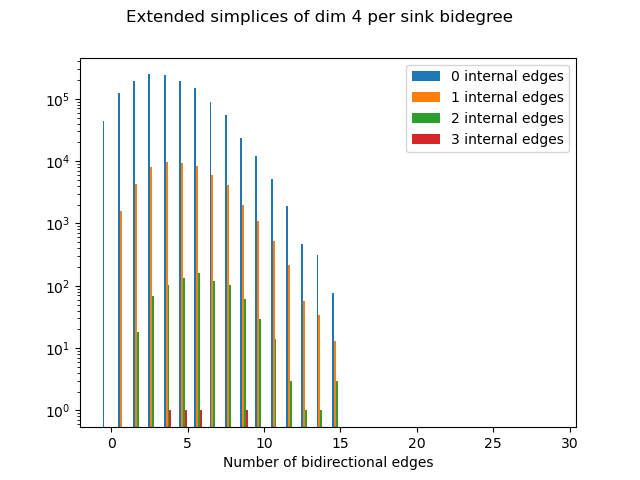 Extended simplices of dim 4 per sink bidegree
0 internal edges
1 internal edges
2 internal edges
3 internal edges
10⁵
10⁴
10³
10²
10¹
10⁰
0 5 10 15 20 25 30
Number of bidirectional edges